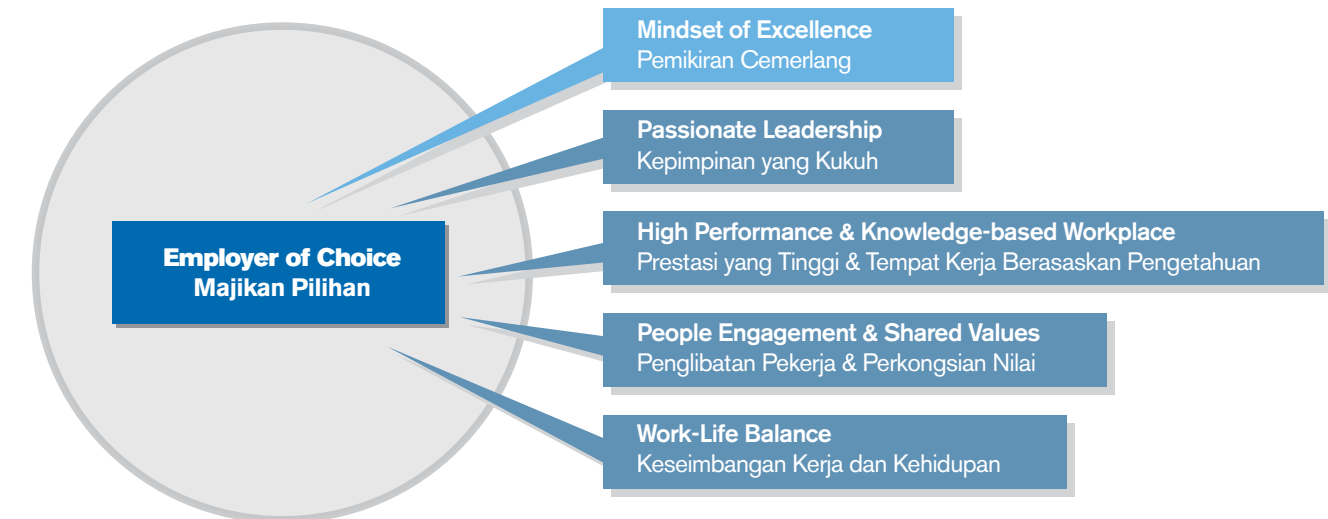 Mindset of Excellence
Pemikiran Cemerlang
Passionate Leadership
Kepimpinan yang Kukuh
Employer of Choice
Majikan Pilihan
High Performance & Knowledge-based Workplace
Prestasi yang Tinggi & Tempat Kerja Berasaskan Pengetahuan
People Engagement & Shared Values
Penglibatan Pekerja & Perkongsian Nilai
Work-Life Balance
Keseimbangan Kerja dan Kehidupan